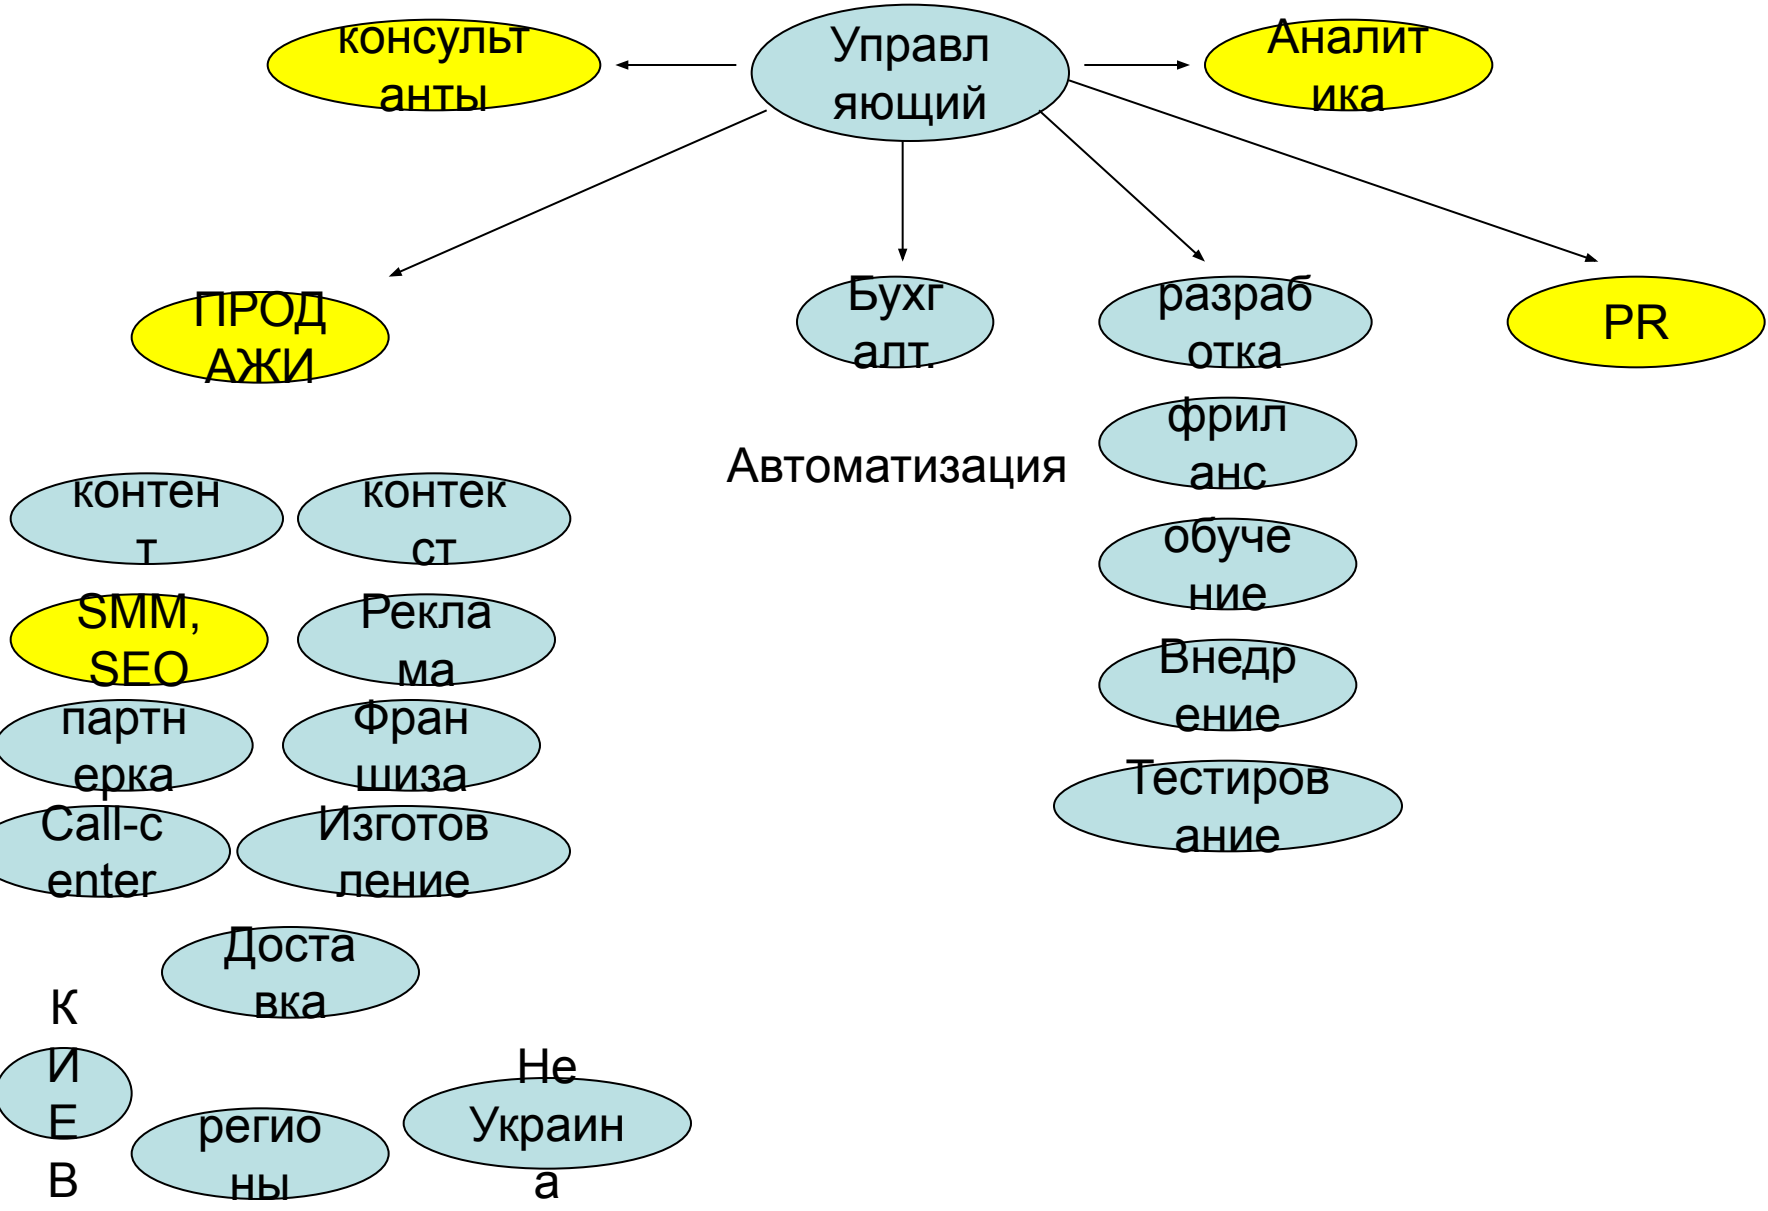 консульт
анты
Управл
яющий
Аналит
ика
ПРОД
АЖИ
Бухг
алт.
разраб
отка
PR
Автоматизация
фрил
анс
обуче
ние
Внедр
ение
Тестиров
ание
контен
т
контек
ст
SMM,
SEO
Рекла
ма
партн
ерка
Фран
шиза
Call-c
enter
Изготов
ление
Доста
вка
К
И
Е
В
регио
ны
Не
Украин
а